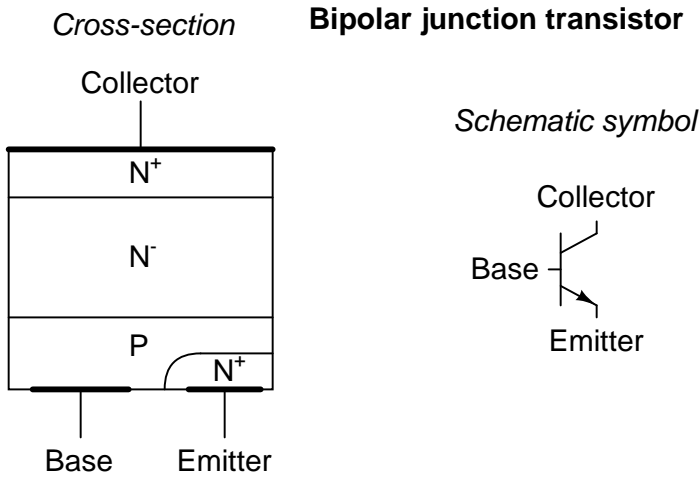 Cross-section
Bipolar junction transistor
Collector
N+
N-
P
N+
Base
Emitter
Schematic symbol
Collector
Base
Emitter